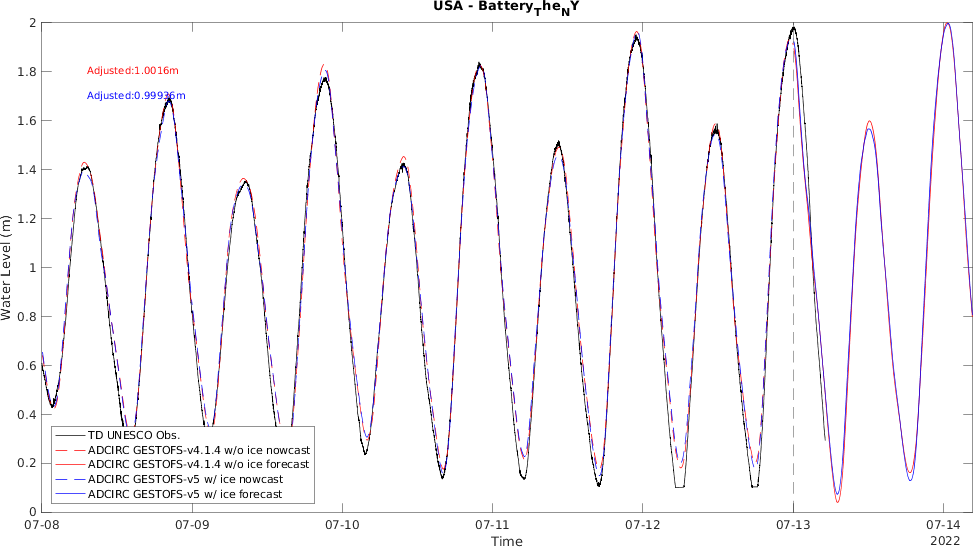 USA - BatteryTheNY
2
1.8
1.6
1.4
1.2
1
0.8
0.6
0.4
0.2
0
Water Level (m)
Adjusted:1.0016m
Adjusted:0.99936m
TD UNESCO Obs.
ADCIRC GESTOFS-v4.1.4 w/o ice nowcast
ADCIRC GESTOFS-v4.1.4 w/o ice forecast
ADCIRC GESTOFS-v5 w/ ice nowcast
ADCIRC GESTOFS-v5 w/ ice forecast
07-08 07-09 07-10 07-11 07-12 07-13 07-14
Time 2022